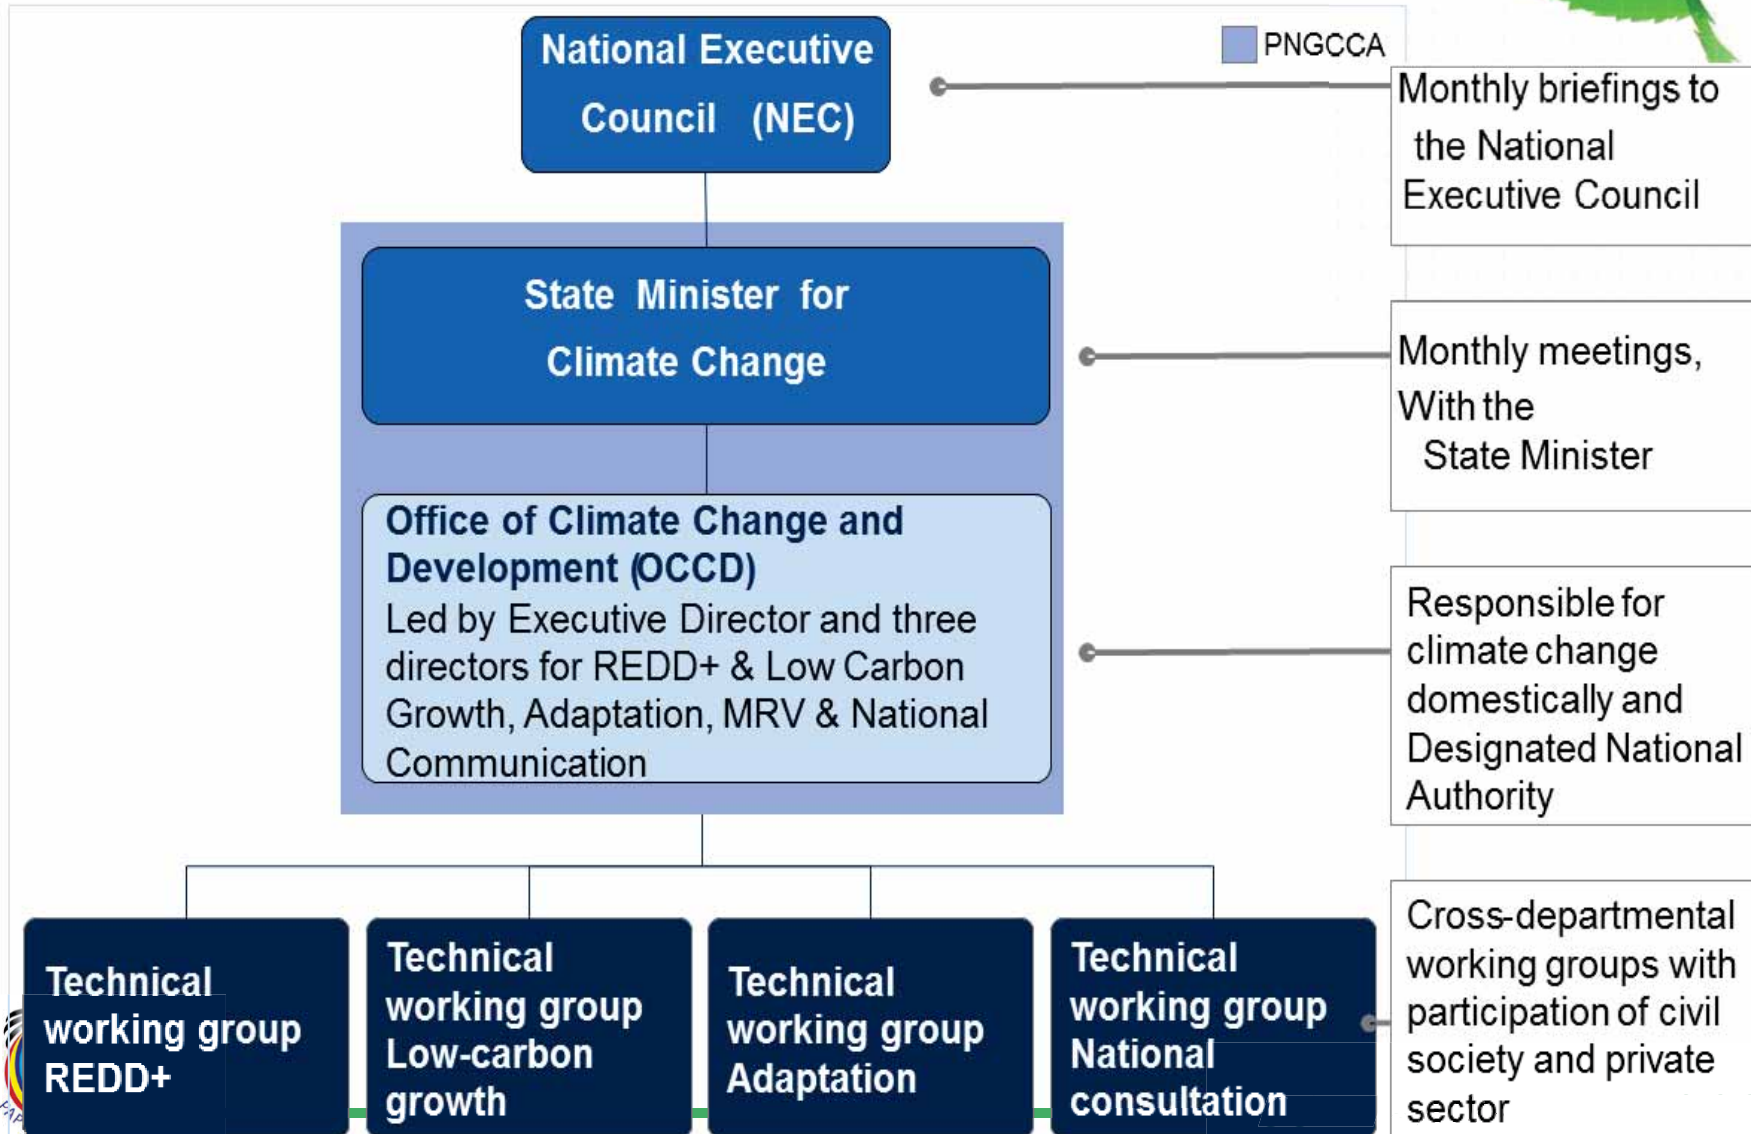 National Executive
Council (NEC)
PNGCCA
Monthly briefings to
the National
Executive Council
State Minister for
Climate Change
Monthly meetings,
With the
State Minister
Office of Climate Change and
Development (OCCD)
Led by Executive Director and three
directors for REDD+ & Low Carbon
Growth, Adaptation, MRV & National
Communication
Responsible for
climate change
domestically and
Designated National
Authority
Technical
working group
REDD+
Technical
working group
Low-carbon
growth
Technical
working group
Adaptation
Technical
working group
National
consultation
Cross-departmental
working groups with
participation of civil
society and private
sector